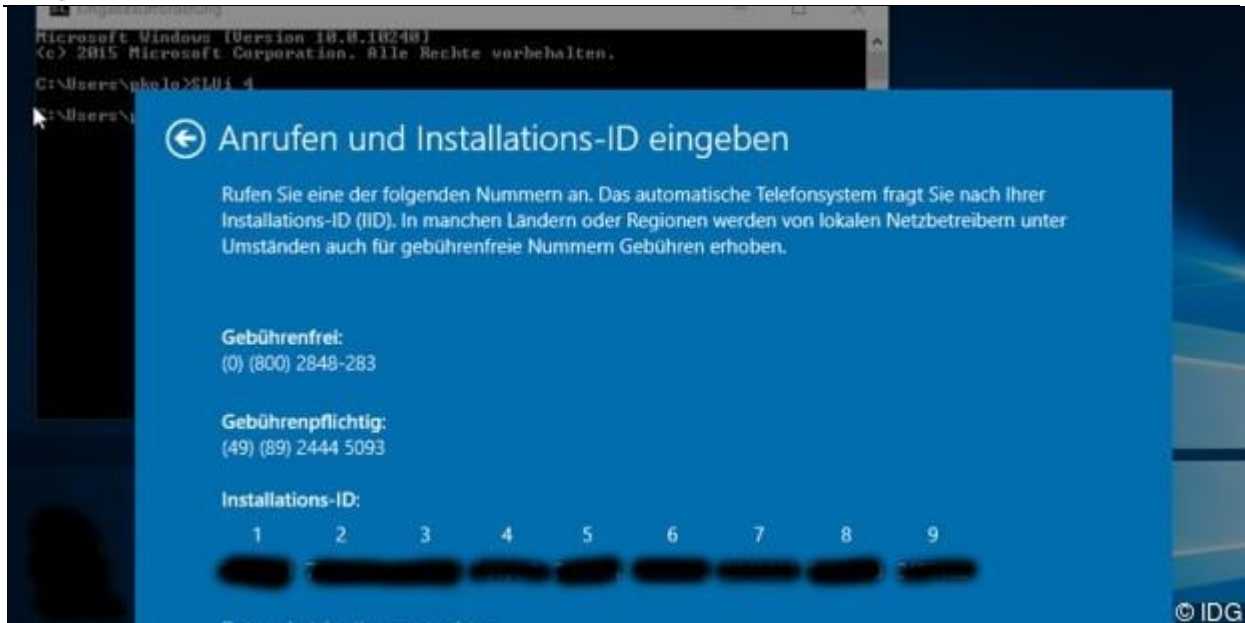 Eingabeaufforderung
Microsoft Windows [Version 10.0.10240]
(c) 2015 Microsoft Corporation. Alle Rechte vorbehalten.
C:\Users\pkolo>SLUi 4
C:\Users\
Anrufen und Installations-ID eingeben
Rufen Sie eine der folgenden Nummern an. Das automatische Telefonsystem fragt Sie nach Ihrer
Installations-ID (IID). In manchen Ländern oder Regionen werden von lokalen Netzbetreibern unter
Umständen auch für gebührenfreie Nummern Gebühren erhoben.
Gebührenfrei:
(0) (800) 2848-283
Gebührenpflichtig:
(49) (89) 2444 5093
Installations-ID:
1 2 3 4 5 6 7 8 9
© IDG